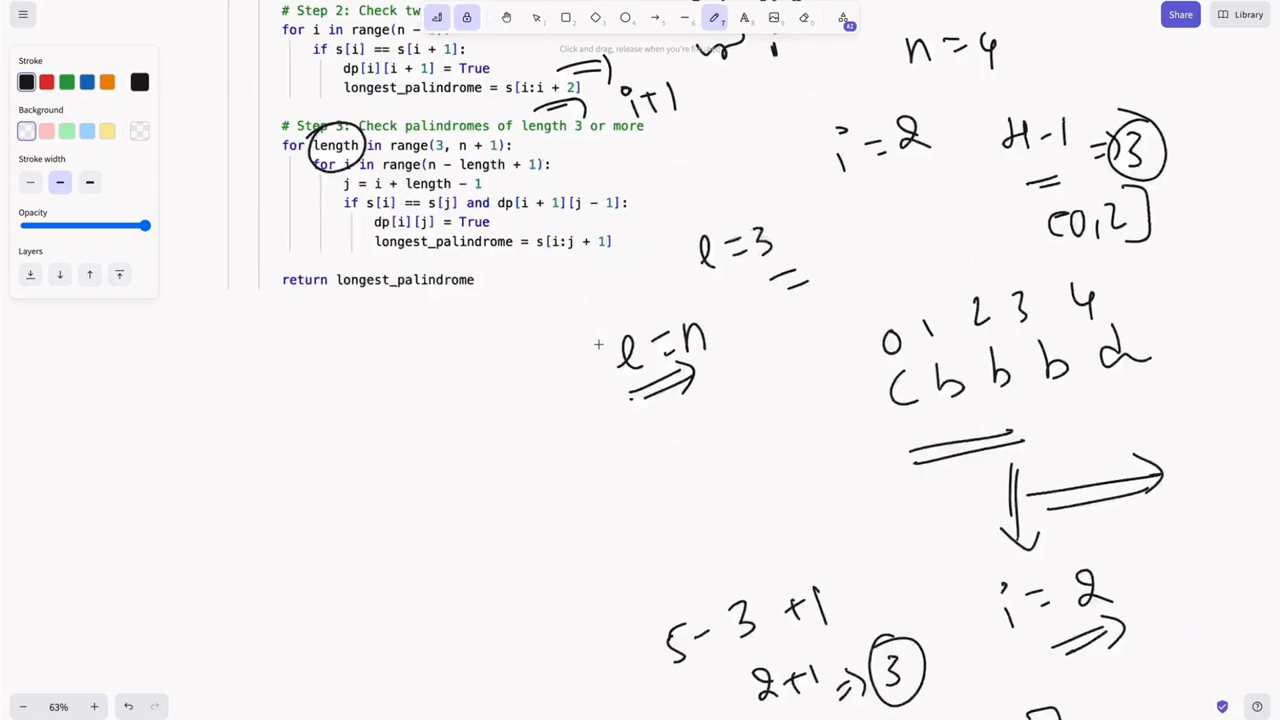 Share
Library
Click and drag, release when you're
Stroke
Background
Stroke width
Opacity
Layers
63%
# Step 2: Check tw
for i in range(n -
if s[i] == s[i + 1]:
dp[i][i + 1] = True
longest_palindrome = s[i:i + 2]
# Step 3: Check palindromes of length 3 or more
for length in range(3, n + 1):
for i in range(n - length + 1):
j = i + length - 1
if s[i] == s[j] and dp[i + 1][j - 1]:
dp[i][j] = True
longest_palindrome = s[i:j + 1]
return longest_palindrome
i+1
n = 4
i = 2
4-1 => 3
[0,2]
l = 3
l = n
0 1 2 3 4
c b b b d
i = 2
5 - 3 +1
2+1 => 3